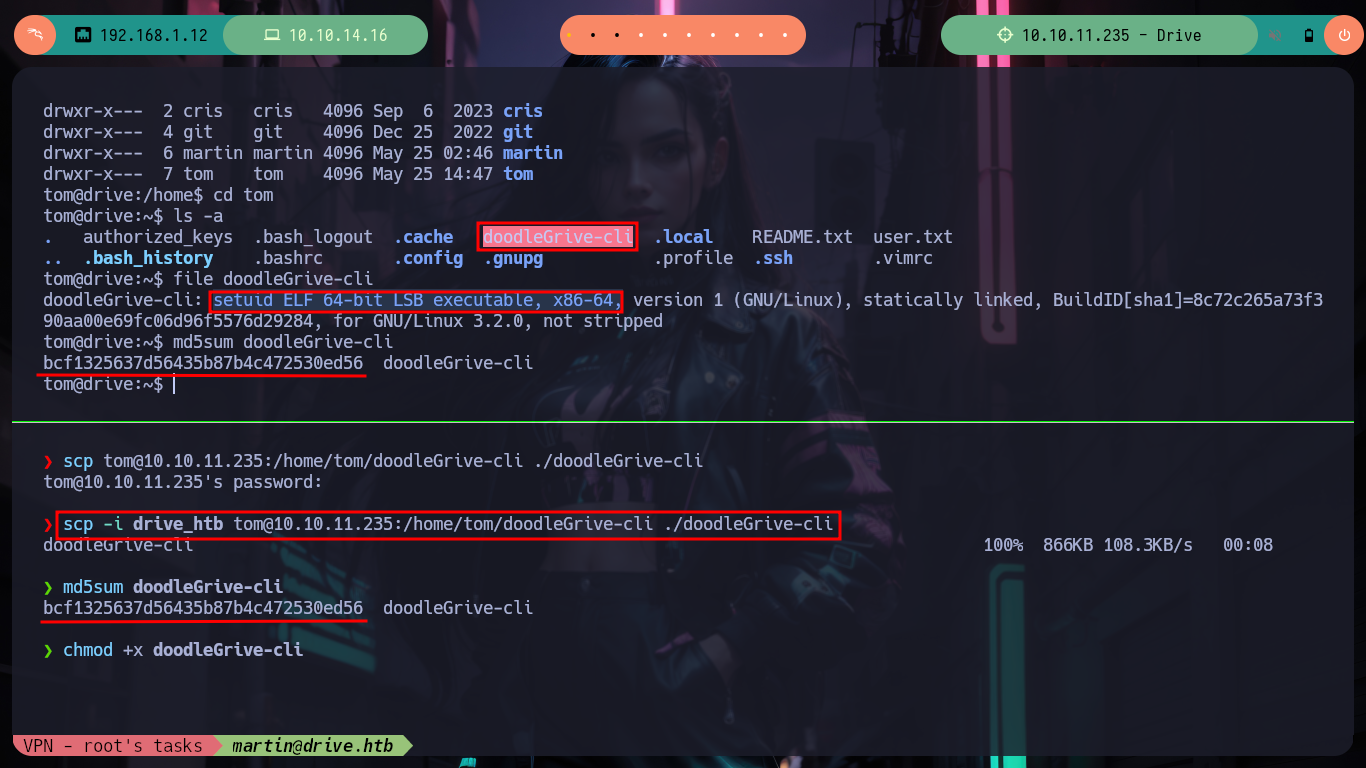 192.168.1.12 10.10.14.16 10.10.11.235 - Drive
drwxr-x--- 2 cris cris 4096 Sep 6 2023 cris
drwxr-x--- 4 git git 4096 Dec 25 2022 git
drwxr-x--- 6 martin martin 4096 May 25 02:46 martin
drwxr-x--- 7 tom tom 4096 May 25 14:47 tom
tom@drive:/home$ cd tom
tom@drive:~$ ls -a
. authorized_keys .bash_logout .cache doodleGrive-cli .local README.txt user.txt
.. .bash_history .bashrc .config .gnupg .profile .ssh .vimrc
tom@drive:~$ file doodleGrive-cli
doodleGrive-cli: setuid ELF 64-bit LSB executable, x86-64, version 1 (GNU/Linux), statically linked, BuildID[sha1]=8c72c265a73f3
90aa00e69fc06d96f5576d29284, for GNU/Linux 3.2.0, not stripped
tom@drive:~$ md5sum doodleGrive-cli
bcf1325637d56435b87b4c472530ed56 doodleGrive-cli
tom@drive:~$
❯ scp tom@10.10.11.235:/home/tom/doodleGrive-cli ./doodleGrive-cli
tom@10.10.11.235's password:
❯ scp -i drive_htb tom@10.10.11.235:/home/tom/doodleGrive-cli ./doodleGrive-cli
doodleGrive-cli 100% 866KB 108.3KB/s 00:08
❯ md5sum doodleGrive-cli
bcf1325637d56435b87b4c472530ed56 doodleGrive-cli
❯ chmod +x doodleGrive-cli
VPN - root's tasks martin@drive.htb